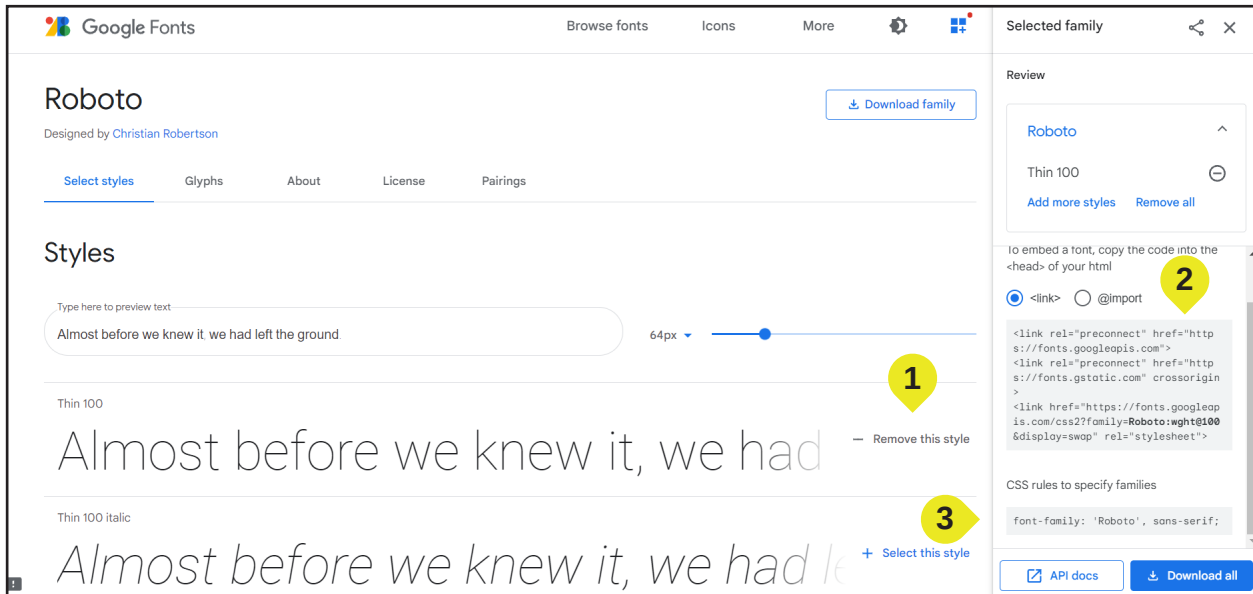 Google Fonts
Browse fonts
Icons
More
Roboto
Designed by Christian Robertson
Download family
Select styles
Glyphs
About
License
Pairings
Styles
Type here to preview text
Almost before we knew it, we had left the ground.
64px
1
Thin 100
Almost before we knew it, we had
Remove this style
Thin 100 italic
3
Almost before we knew it, we had le
Select this style
Selected family
Review
Roboto
Thin 100
Add more styles Remove all
To embed a font, copy the code into the
<head> of your html
2
<link> @import
<link rel="preconnect" href="http
s://fonts.googleapis.com">
<link rel="preconnect" href="http
s://fonts.gstatic.com" crossorigin
>
<link href="https://fonts.googleap
is.com/css2?family=Roboto:wght@100
&display=swap" rel="stylesheet">
CSS rules to specify families
font-family: 'Roboto', sans-serif;
API docs
Download all